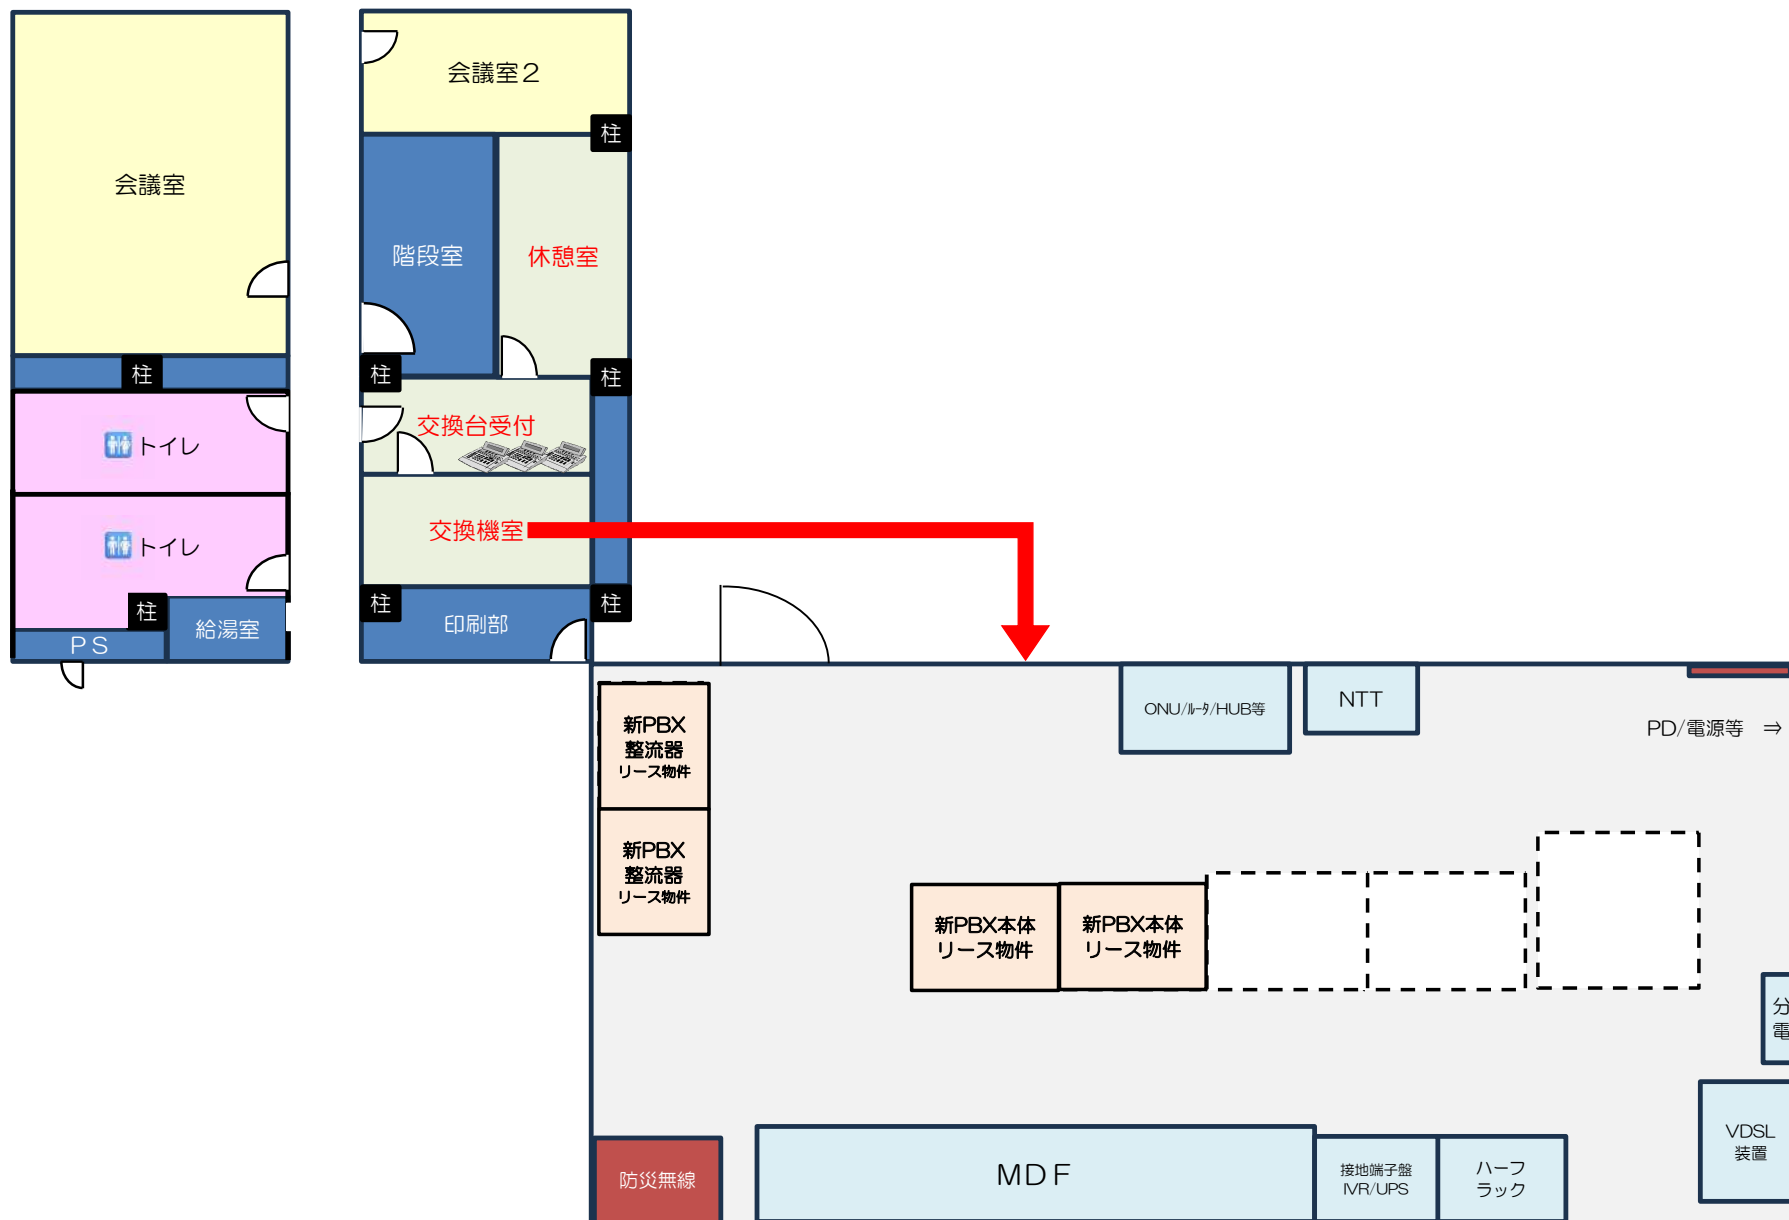 会議室２
柱
会議室
階段室
休憩室
柱
柱
柱
交換台受付
トイレ
交換機室
トイレ
柱
柱
柱
印刷部
給湯室
ＰＳ
新PBX
整流器
リース物件
ONU/ﾙｰﾀ/HUB等
NTT
PD/電源等　⇒
新PBX
整流器
リース物件
新PBX本体
リース物件
新PBX本体
リース物件
分
電
VDSL
装置
防災無線
ＭＤＦ
接地端子盤
IVR/UPS
ハーフ
ラック